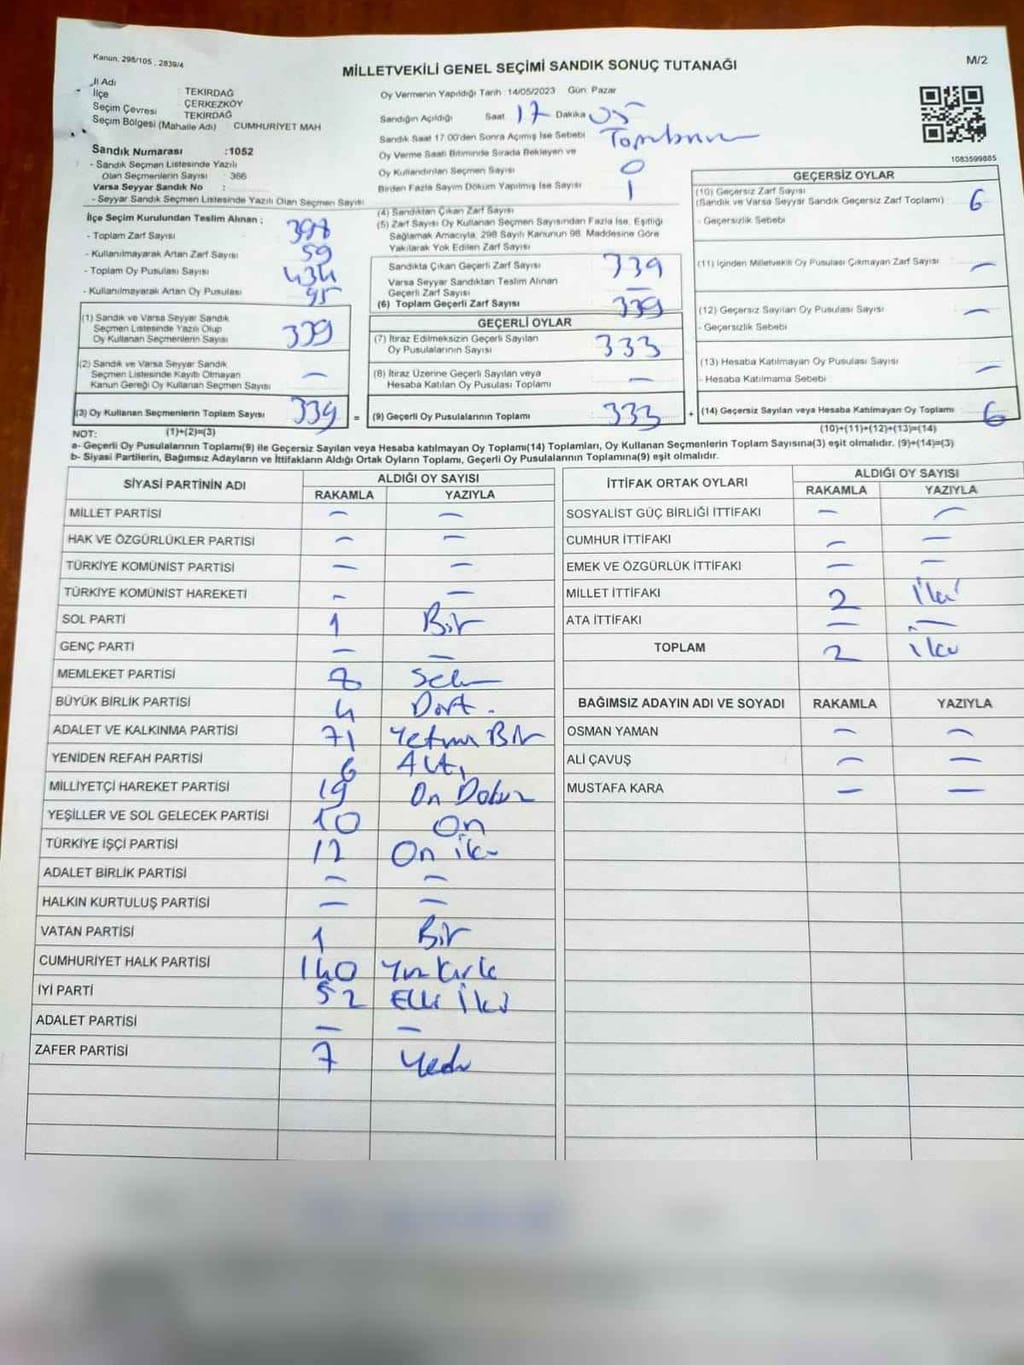 Kanun. 298/105 , 2839/4
MİLLETVEKİLİ GENEL SEÇİMİ SANDIK SONUÇ TUTANAĞI
M/2
İl Adı TEKİRDAĞ
İlçe ÇERKEZKÖY
Seçim Çevresi TEKİRDAĞ
Seçim Bölgesi (Mahalle Adı) CUMHURİYET MAH
Sandık Numarası :1052
- Sandık Seçmen Listesinde Yazılı
Olan Seçmenlerin Sayısı 366
Varsa Seyyar Sandık No :
- Seyyar Sandık Seçmen Listesinde Yazılı Olan Seçmen Sayısı
Oy Vermenin Yapıldığı Tarih :14/05/2023 Gün: Pazar
Sandığın Açıldığı Saat 17 Dakika 05
Sandık Saat 17.00'den Sonra Açılmış İse Sebebi
Oy Verme Saati Bitiminde Sırada Bekleyen ve
Oy Kullandırılan Seçmen Sayısı 0
Birden Fazla Sayım Döküm Yapılmış İse Sayısı 1
1083599885
İlçe Seçim Kurulundan Teslim Alınan ;
- Toplam Zarf Sayısı 398
- Kullanılmayarak Artan Zarf Sayısı 59
- Toplam Oy Pusulası Sayısı 434
- Kullanılmayarak Artan Oy Pusulası 95
(1) Sandık ve Varsa Seyyar Sandık
Seçmen Listesinde Yazılı Olup
Oy Kullanan Seçmenlerin Sayısı 339
(2) Sandık ve Varsa Seyyar Sandık
Seçmen Listesinde Kayıtlı Olmayan
Kanun Gereği Oy Kullanan Seçmen Sayısı —
(3) Oy Kullanan Seçmenlerin Toplam Sayısı 339 =
(1)+(2)=(3)
(4) Sandıktan Çıkan Zarf Sayısı
(5) Zarf Sayısı Oy Kullanan Seçmen Sayısından Fazla İse, Eşitliği
Sağlamak Amacıyla, 298 Sayılı Kanunun 98. Maddesine Göre
Yakılarak Yok Edilen Zarf Sayısı
Sandıkta Çıkan Geçerli Zarf Sayısı 339
Varsa Seyyar Sandıktan Teslim Alınan
Geçerli Zarf Sayısı —
(6) Toplam Geçerli Zarf Sayısı 339
GEÇERLİ OYLAR
(7) İtiraz Edilmeksizin Geçerli Sayılan
Oy Pusulalarının Sayısı 333
(8) İtiraz Üzerine Geçerli Sayılan veya
Hesaba Katılan Oy Pusulası Toplamı —
(9) Geçerli Oy Pusulalarının Toplamı 333 +
GEÇERSİZ OYLAR
(10) Geçersiz Zarf Sayısı
(Sandık ve Varsa Seyyar Sandık Geçersiz Zarf Toplamı) 6
- Geçersizlik Sebebi
(11) İçinden Milletvekili Oy Pusulası Çıkmayan Zarf Sayısı —
(12) Geçersiz Sayılan Oy Pusulası Sayısı —
- Geçersizlik Sebebi
(13) Hesaba Katılmayan Oy Pusulası Sayısı —
- Hesaba Katılmama Sebebi
(14) Geçersiz Sayılan veya Hesaba Katılmayan Oy Toplamı 6
(10)+(11)+(12)+(13)=(14)
NOT:
a- Geçerli Oy Pusulalarının Toplamı(9) ile Geçersiz Sayılan veya Hesaba katılmayan Oy Toplamı(14) Toplamları, Oy Kullanan Seçmenlerin Toplam Sayısına(3) eşit olmalıdır. (9)+(14)=(3)
b- Siyasi Partilerin, Bağımsız Adayların ve İttifakların Aldığı Ortak Oyların Toplamı, Geçerli Oy Pusulalarının Toplamına(9) eşit olmalıdır.
SİYASİ PARTİNİN ADI ALDIĞI OY SAYISI
RAKAMLA YAZIYLA
MİLLET PARTİSİ — —
HAK VE ÖZGÜRLÜKLER PARTİSİ — —
TÜRKİYE KOMÜNİST PARTİSİ — —
TÜRKİYE KOMÜNİST HAREKETİ — —
SOL PARTİ 1 Bir
GENÇ PARTİ — —
MEMLEKET PARTİSİ 8
BÜYÜK BİRLİK PARTİSİ 4 Dört.
ADALET VE KALKINMA PARTİSİ 71 Yetmiş Bir
YENİDEN REFAH PARTİSİ 6 Altı
MİLLİYETÇİ HAREKET PARTİSİ 19 On Dokuz
YEŞİLLER VE SOL GELECEK PARTİSİ 10 On
TÜRKİYE İŞÇİ PARTİSİ 12 On iki
ADALET BİRLİK PARTİSİ — —
HALKIN KURTULUŞ PARTİSİ — —
VATAN PARTİSİ 1 Bir
CUMHURİYET HALK PARTİSİ 140 Yüz Kırk
İYİ PARTİ 52 Elli İki
ADALET PARTİSİ — —
ZAFER PARTİSİ 7 Yedi
İTTİFAK ORTAK OYLARI ALDIĞI OY SAYISI
RAKAMLA YAZIYLA
SOSYALİST GÜÇ BİRLİĞİ İTTİFAKI — —
CUMHUR İTTİFAKI — —
EMEK VE ÖZGÜRLÜK İTTİFAKI — —
MİLLET İTTİFAKI 2 İki
ATA İTTİFAKI — —
TOPLAM 2 iki
BAĞIMSIZ ADAYIN ADI VE SOYADI RAKAMLA YAZIYLA
OSMAN YAMAN — —
ALİ ÇAVUŞ — —
MUSTAFA KARA — —